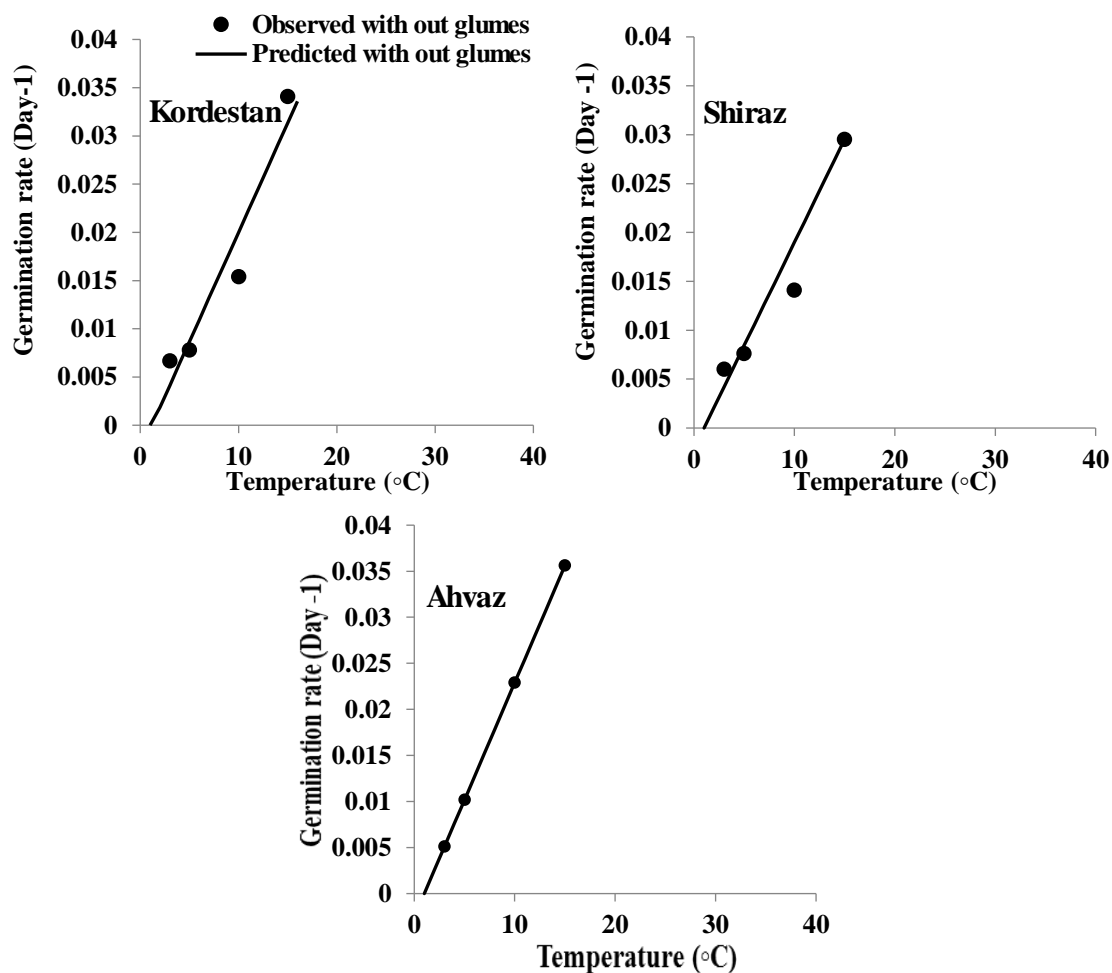 Observed with out glumes
Predicted with out glumes
Germination rate (Day-1)
0.04
0.035
0.03
0.025
0.02
0.015
0.01
0.005
0
Kordestan
0 10 20 30 40
Temperature (◦C)
Germination rate (Day -1)
0.04
0.03
0.02
0.015
0.01
0.005
0
Shiraz
0 10 20 30 40
Temperature (◦C)
Germination rate (Day -1)
0.04
0.035
0.03
0.025
0.02
0.015
0.01
0.005
0
Ahvaz
0 10 20 30 40
Temperature (◦C)